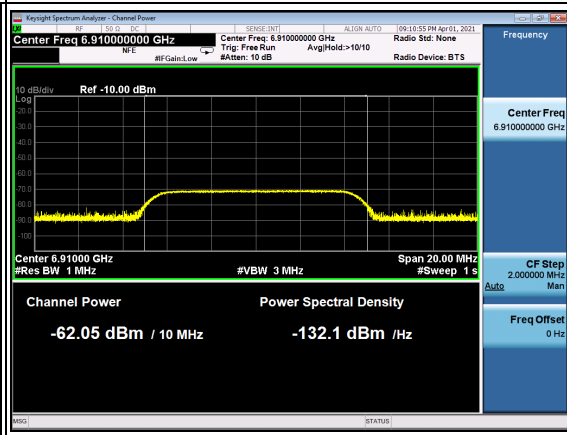 Keysight Spectrum Analyzer - Channel Power
RF 50 Ω DC SENSE:INT ALIGN AUTO 09:10:55 PM Apr 01, 2021
Center Freq 6.910000000 GHz Center Freq: 6.910000000 GHz Radio Std: None Frequency
NFE Trig: Free Run Avg|Hold:>10/10
#IFGain:Low #Atten: 10 dB Radio Device: BTS
10 dB/div Ref -10.00 dBm
Log
-20.0
-30.0
-40.0
-50.0
-60.0
-70.0
-80.0
-90.0
-100
Center Freq
6.910000000 GHz
Center 6.91000 GHz Span 20.00 MHz
#Res BW 1 MHz #VBW 3 MHz #Sweep 1 s
CF Step
2.000000 MHz
Auto Man
Channel Power Power Spectral Density
-62.05 dBm / 10 MHz -132.1 dBm /Hz
Freq Offset
0 Hz
MSG STATUS